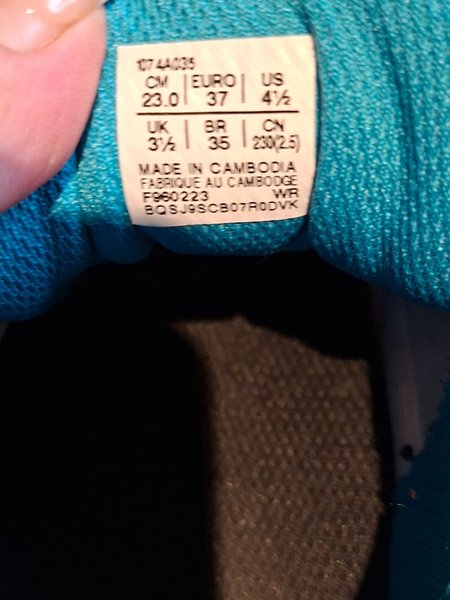 1074A035
CM | EURO | US
23.0 | 37 | 4½
UK | BR | CN
3½ | 35 | 230(2.5)
MADE IN CAMBODIA
FABRIQUE AU CAMBODGE
F960223 WR
BQSJ9SCB07R0DVK